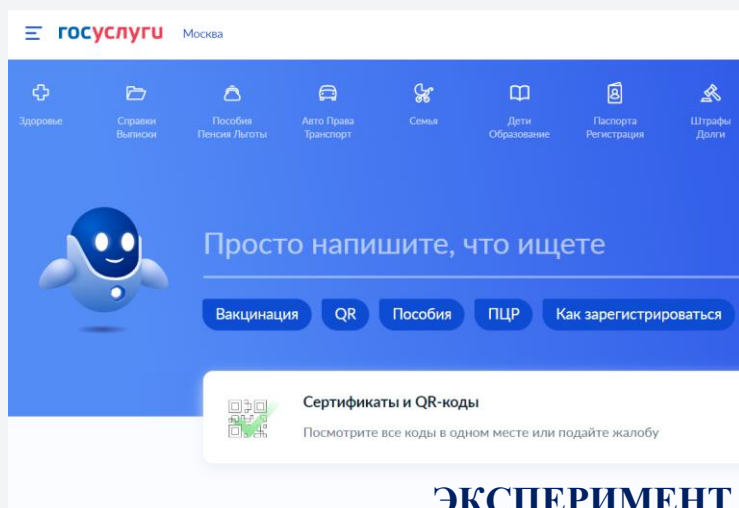 госуслуги Москва
Здоровье
Справки
Выписки
Пособия
Пенсия Льготы
Авто Права
Транспорт
Семья
Дети
Образование
Паспорта
Регистрация
Штрафы
Долги
Просто напишите, что ищете
Вакцинация QR Пособия ПЦР Как зарегистрироваться
Сертификаты и QR-коды
Посмотрите все коды в одном месте или подайте жалобу
ЭКСПЕРИМЕНТ